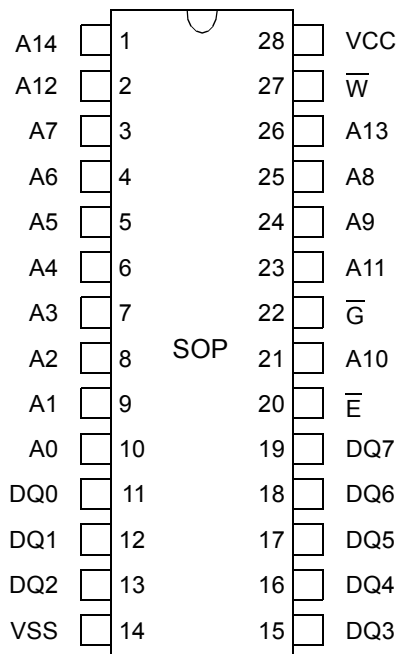 A14 1 28 VCC
A12 2 27 W̅
A7 3 26 A13
A6 4 25 A8
A5 5 24 A9
A4 6 23 A11
A3 7 22 G̅
SOP
A2 8 21 A10
A1 9 20 E̅
A0 10 19 DQ7
DQ0 11 18 DQ6
DQ1 12 17 DQ5
DQ2 13 16 DQ4
VSS 14 15 DQ3